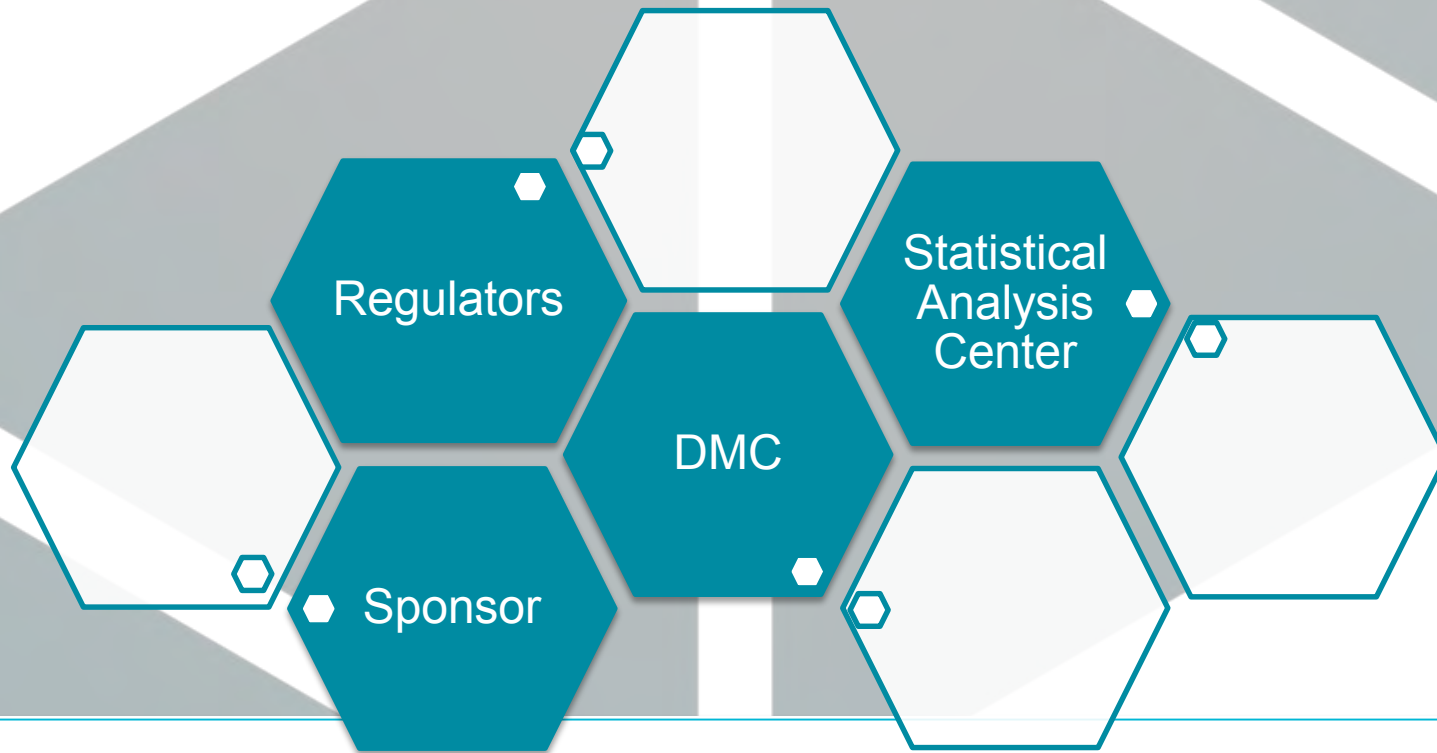 Regulators
Statistical
Analysis
Center
DMC
Sponsor